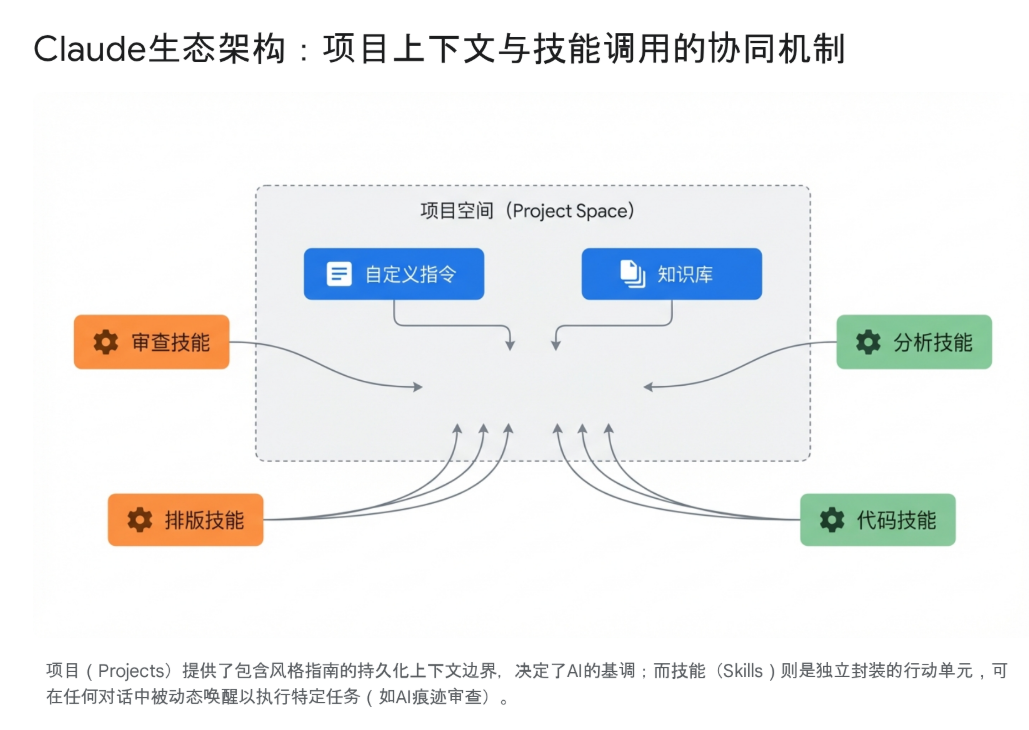 Claude生态架构：项目上下文与技能调用的协同机制
项目空间（Project Space）
自定义指令
知识库
审查技能
分析技能
排版技能
代码技能
项目（Projects）提供了包含风格指南的持久化上下文边界，决定了AI的基调；而技能（Skills）则是独立封装的行动单元，可
在任何对话中被动态唤醒以执行特定任务（如AI痕迹审查）。